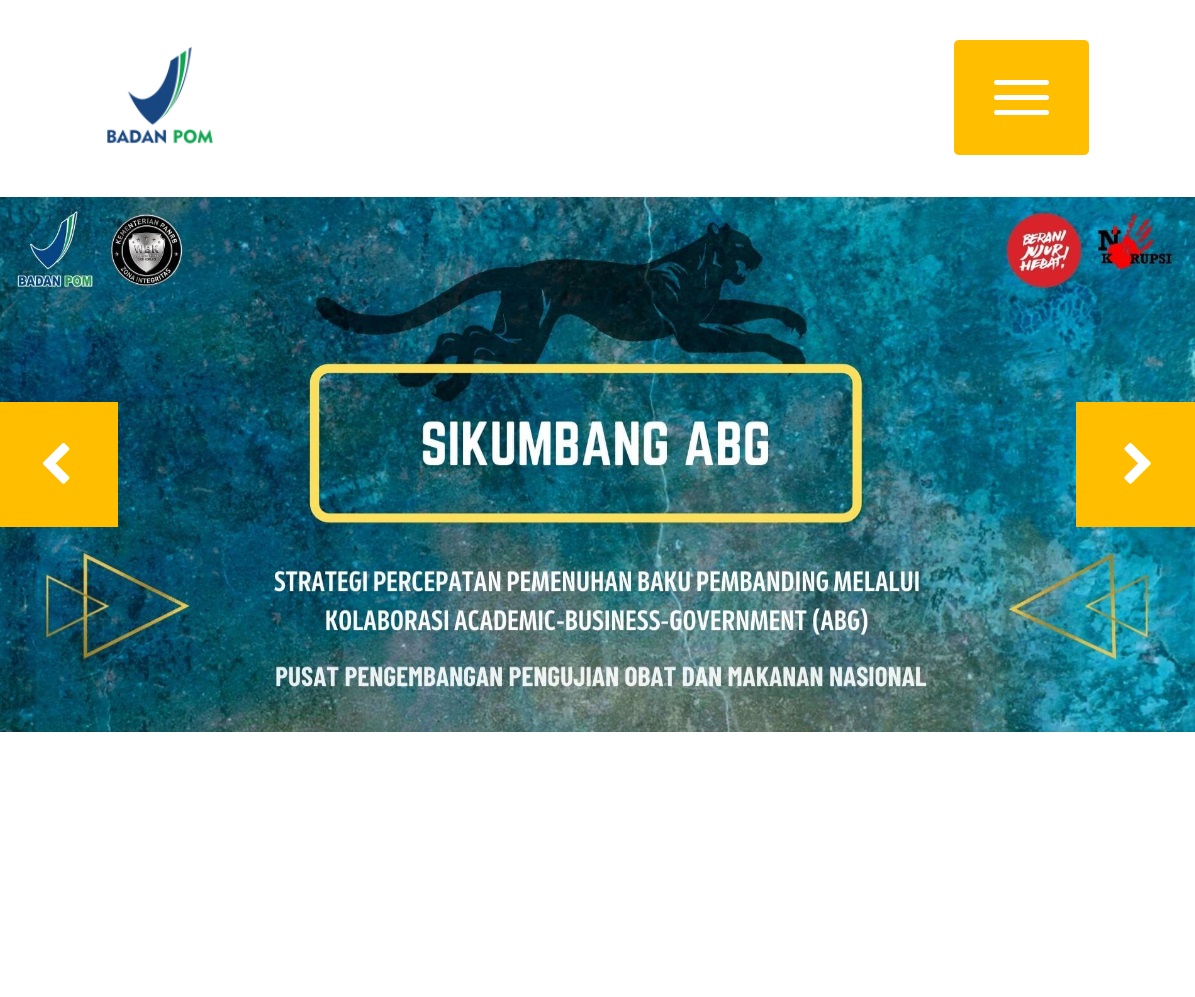 BADAN POM
BADAN POM
KEMENTERIAN PANRB
ZONA INTEGRITAS
BERANI
JUJUR
HEBAT!
NO
KORUPSI
SIKUMBANG ABG
STRATEGI PERCEPATAN PEMENUHAN BAKU PEMBANDING MELALUI
KOLABORASI ACADEMIC-BUSINESS-GOVERNMENT (ABG)
PUSAT PENGEMBANGAN PENGUJIAN OBAT DAN MAKANAN NASIONAL